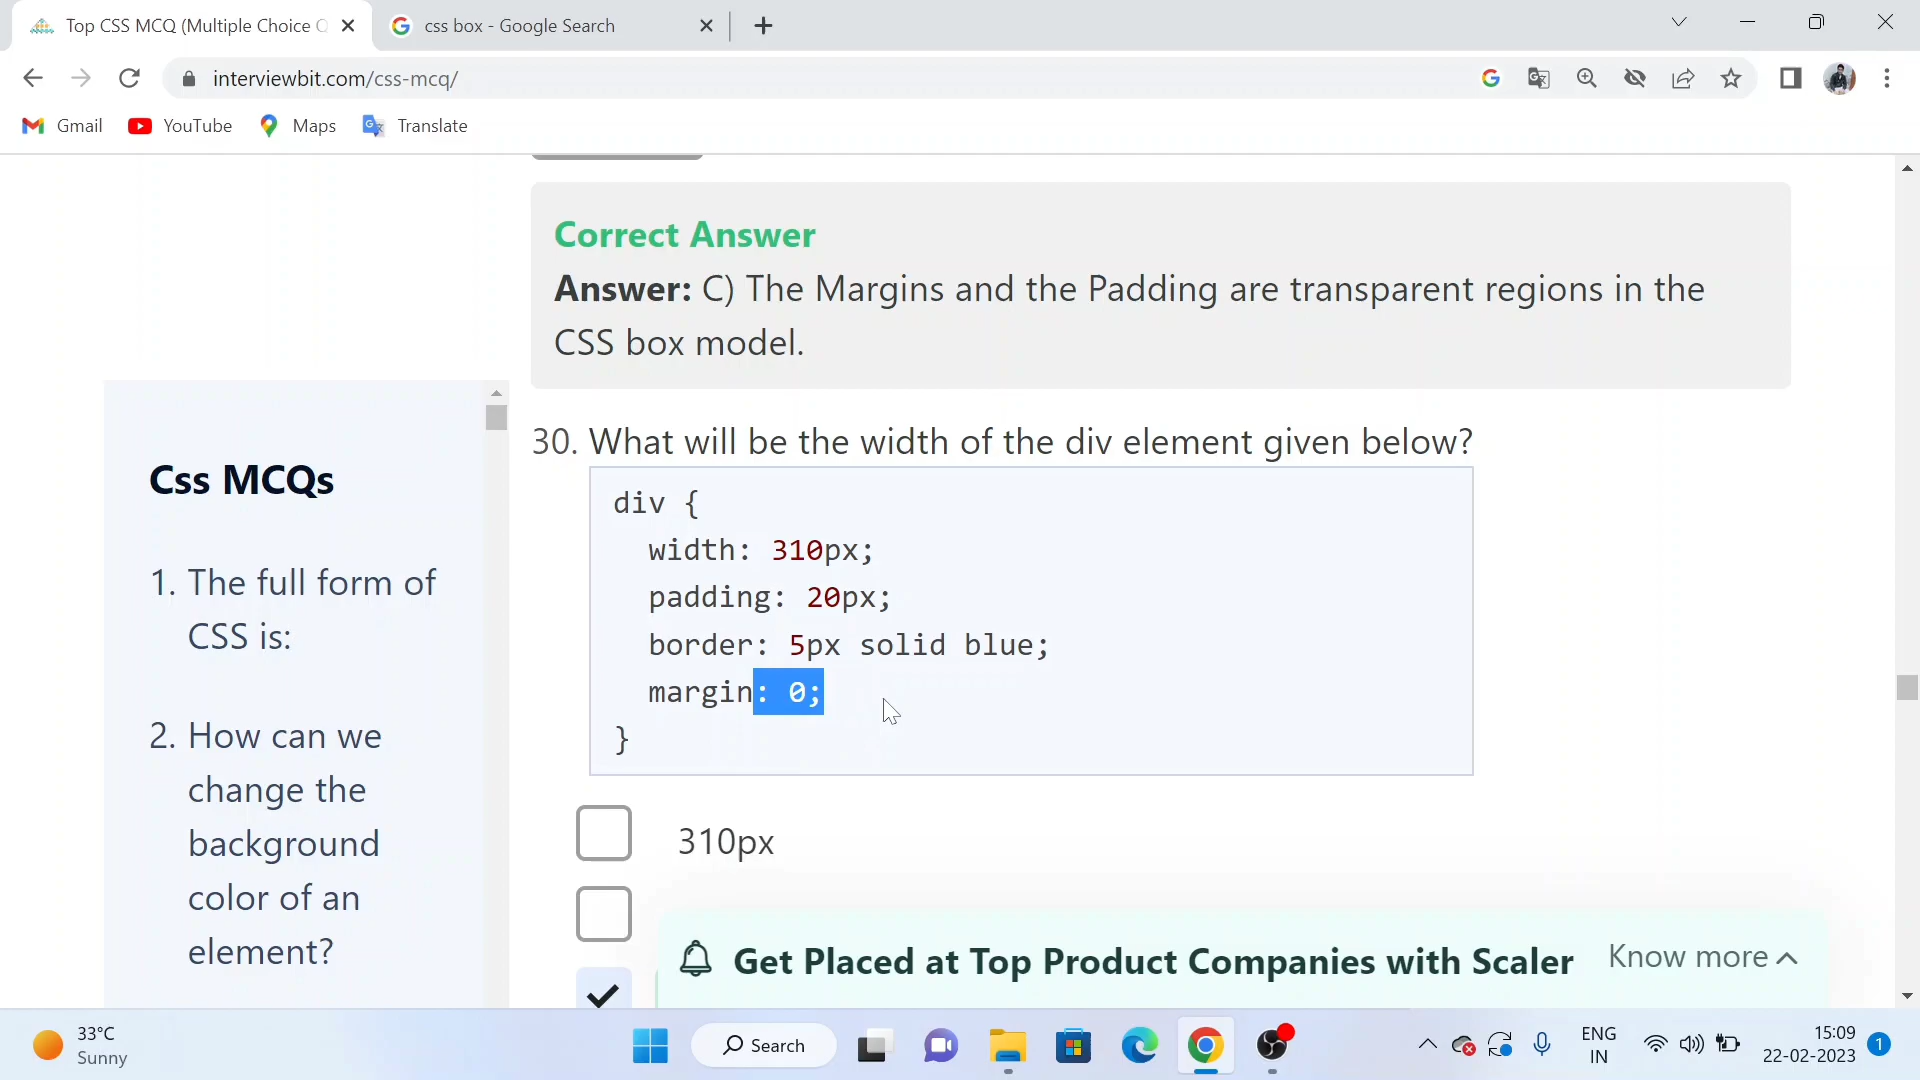 Top CSS MCQ (Multiple Choice Q
css box - Google Search
interviewbit.com/css-mcq/
Gmail
YouTube
Maps
Translate
Correct Answer
Answer: C) The Margins and the Padding are transparent regions in the
CSS box model.
30. What will be the width of the div element given below?
div {
width: 310px;
padding: 20px;
border: 5px solid blue;
margin: 0;
}
310px
Css MCQs
1. The full form of
CSS is:
2. How can we
change the
background
color of an
element?
Get Placed at Top Product Companies with Scaler
Know more
33°C
Sunny
Search
ENG
IN
15:09
22-02-2023
1